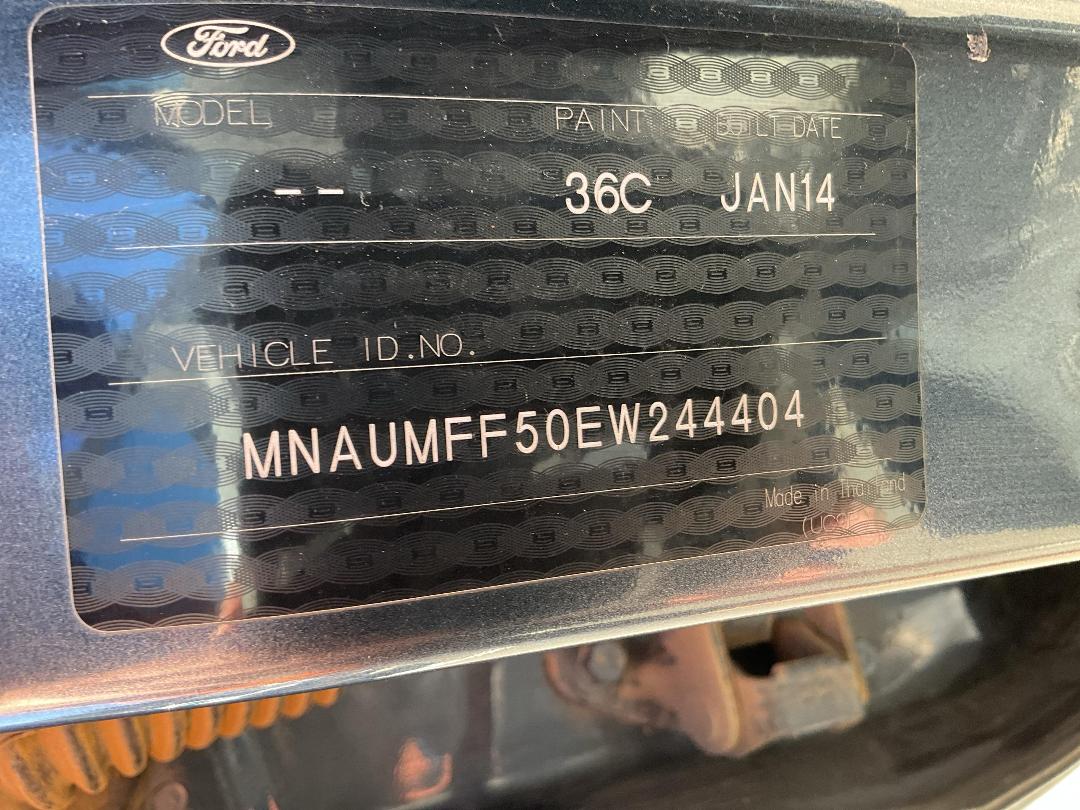 Ford
MODEL PAINT BUILT DATE
-- 36C JAN14
VEHICLE ID.NO.
MNAUMFF50EW244404
Made in Thailand